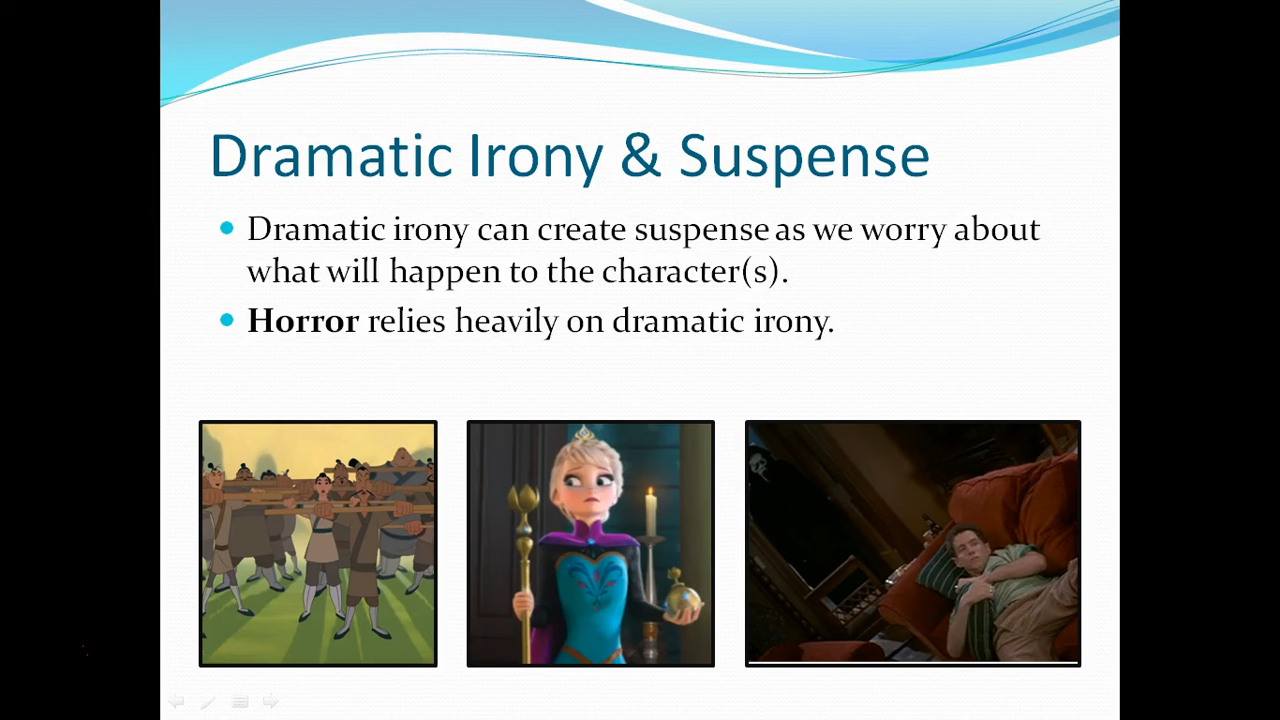 Dramatic Irony & Suspense
Dramatic irony can create suspense as we worry about
what will happen to the character(s).
Horror relies heavily on dramatic irony.